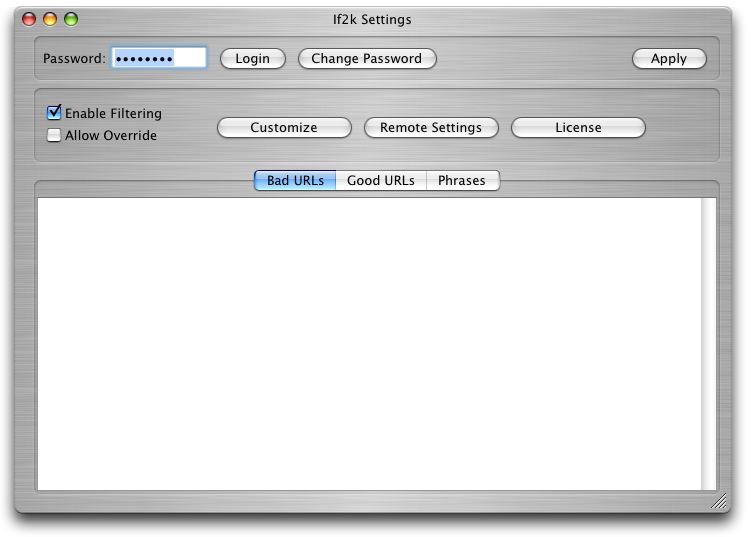 If2k Settings
Password: •••••••• Login Change Password Apply
Enable Filtering
Allow Override
Customize Remote Settings License
Bad URLs Good URLs Phrases